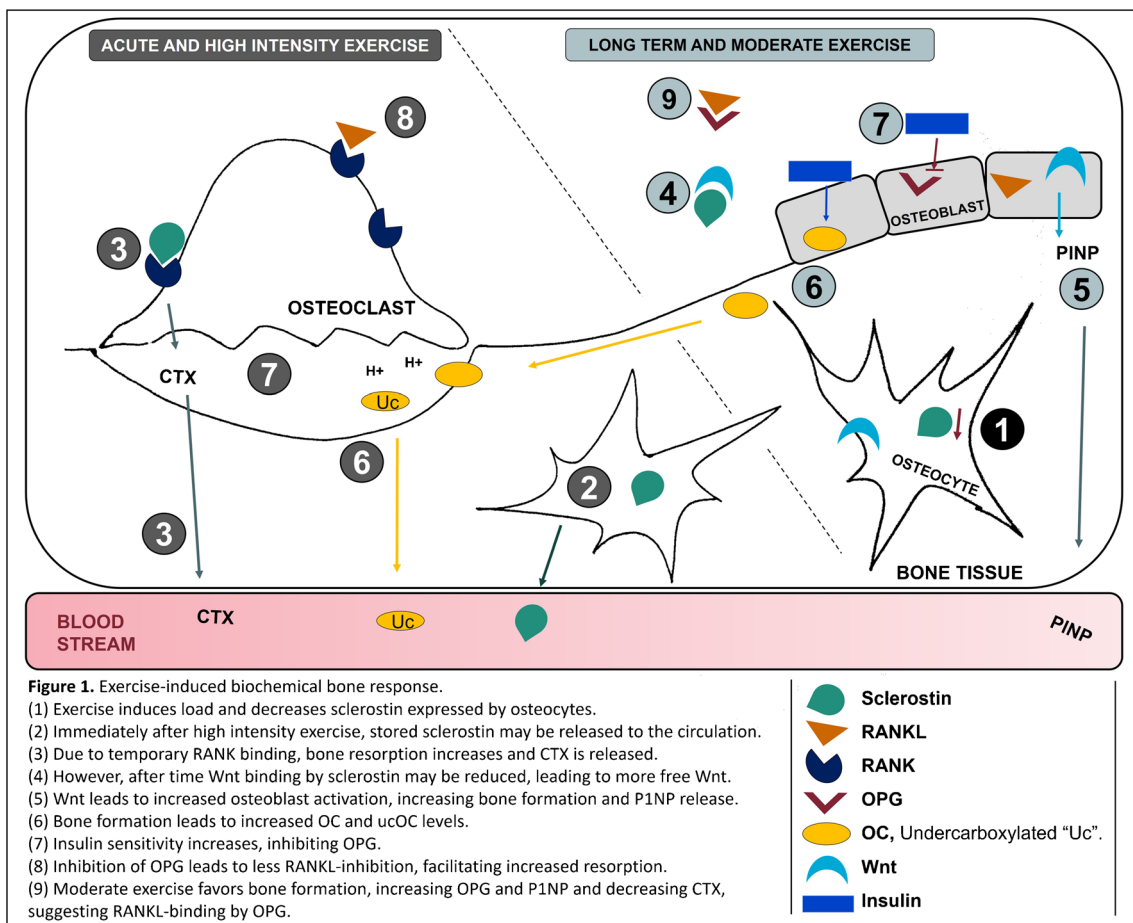 ACUTE AND HIGH INTENSITY EXERCISE
LONG TERM AND MODERATE EXERCISE
8
9
7
4
3
OSTEOBLAST
PINP
6
5
OSTEOCLAST
CTX
7
H+
H+
Uc
6
2
1
OSTEOCYTE
3
BONE TISSUE
BLOOD
STREAM
CTX
Uc
PINP
Figure 1. Exercise-induced biochemical bone response.
(1) Exercise induces load and decreases sclerostin expressed by osteocytes.
(2) Immediately after high intensity exercise, stored sclerostin may be released to the circulation.
(3) Due to temporary RANK binding, bone resorption increases and CTX is released.
(4) However, after time Wnt binding by sclerostin may be reduced, leading to more free Wnt.
(5) Wnt leads to increased osteoblast activation, increasing bone formation and P1NP release.
(6) Bone formation leads to increased OC and ucOC levels.
(7) Insulin sensitivity increases, inhibiting OPG.
(8) Inhibition of OPG leads to less RANKL-inhibition, facilitating increased resorption.
(9) Moderate exercise favors bone formation, increasing OPG and P1NP and decreasing CTX,
suggesting RANKL-binding by OPG.
Sclerostin
RANKL
RANK
OPG
OC, Undercarboxylated “Uc”.
Wnt
Insulin